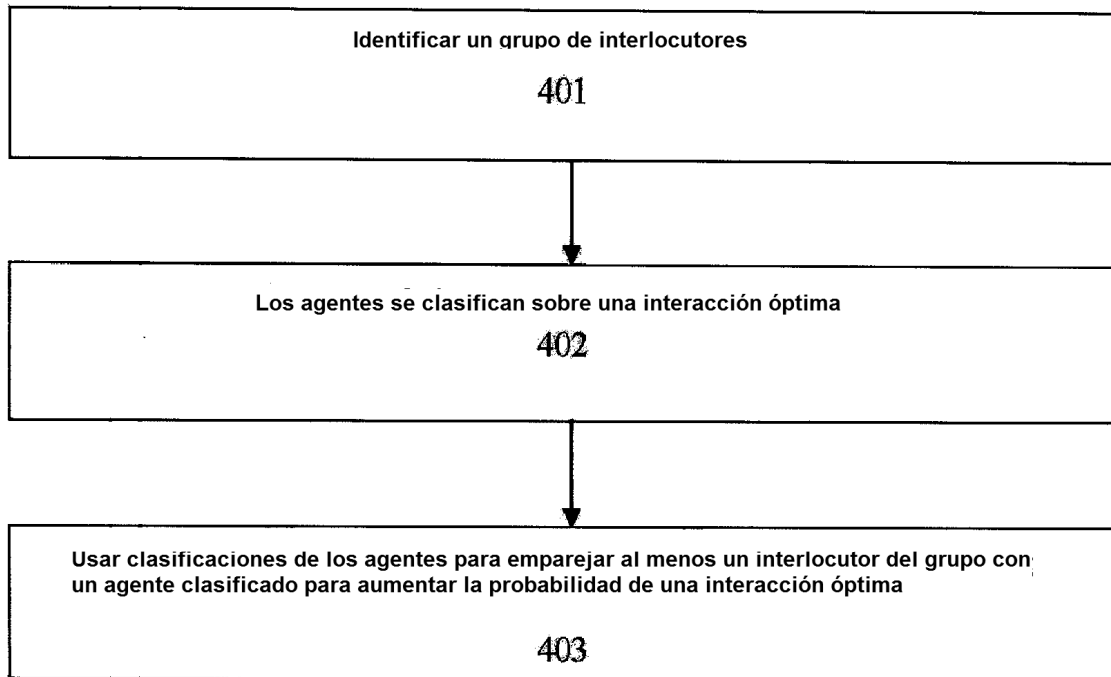 Identificar un grupo de interlocutores
401
Los agentes se clasifican sobre una interacción óptima
402
Usar clasificaciones de los agentes para emparejar al menos un interlocutor del grupo con
un agente clasificado para aumentar la probabilidad de una interacción óptima
403